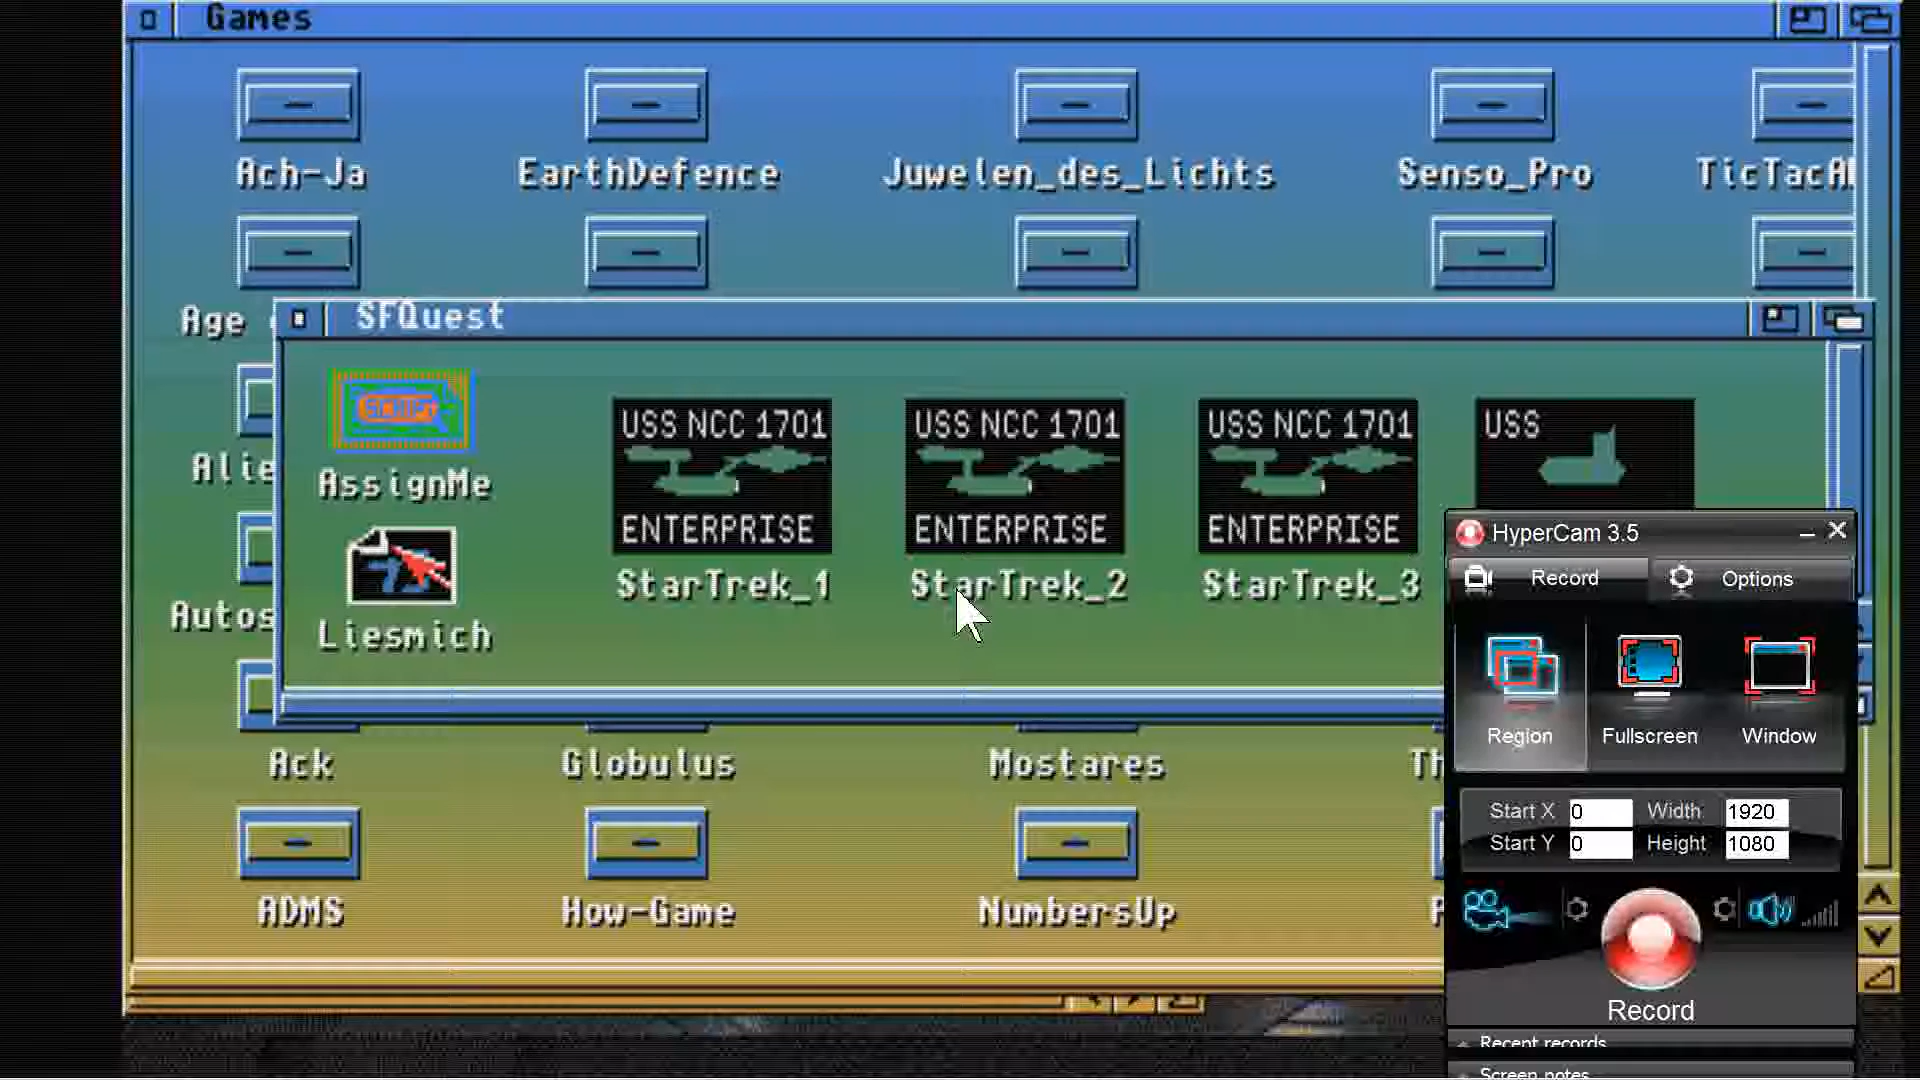 Games
Ach-Ja
EarthDefence
Juwelen_des_Lichts
Senso_Pro
Age
SFQuest
SCRIPT
AssignMe
Liesmich
USS NCC 1701
ENTERPRISE
StarTrek_1
USS NCC 1701
ENTERPRISE
StarTrek_2
USS NCC 1701
ENTERPRISE
StarTrek_3
USS
Ack
Globulus
Mostares
ADMS
How-Game
NumbersUp
HyperCam 3.5
Record
Options
Region
Fullscreen
Window
Start X 0 Width 1920
Start Y 0 Height 1080
Record
Recent records
Screen notes